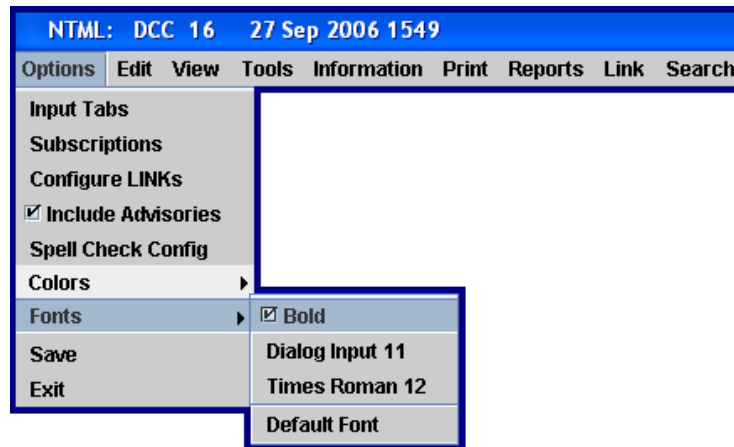 NTML: DCC 16 27 Sep 2006 1549
Options Edit View Tools Information Print Reports Link Search
Input Tabs
Subscriptions
Configure LINKs
Include Advisories
Spell Check Config
Colors
Fonts
Bold
Save
Dialog Input 11
Exit
Times Roman 12
Default Font